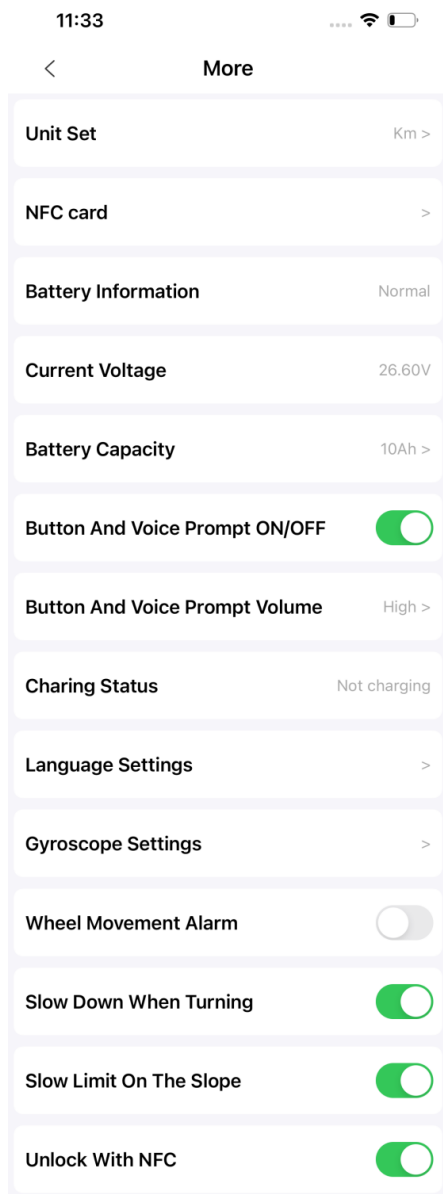 11:33
< More
Unit Set Km >
NFC card >
Battery Information Normal
Current Voltage 26.60V
Battery Capacity 10Ah >
Button And Voice Prompt ON/OFF
Button And Voice Prompt Volume High >
Charing Status Not charging
Language Settings >
Gyroscope Settings >
Wheel Movement Alarm
Slow Down When Turning
Slow Limit On The Slope
Unlock With NFC